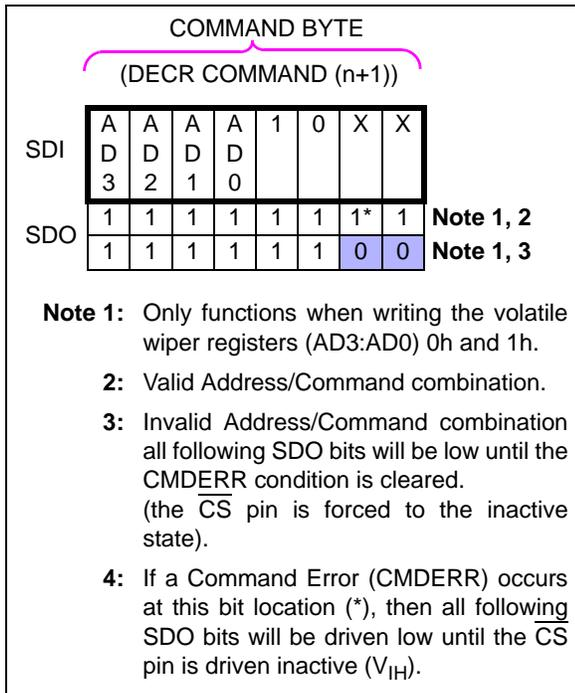 COMMAND BYTE
(DECR COMMAND (n+1))
SDI
A A A A 1 0 X X
D D D D
3 2 1 0
SDO
1 1 1 1 1 1 1* 1 Note 1, 2
1 1 1 1 1 1 0 0 Note 1, 3
Note 1: Only functions when writing the volatile
wiper registers (AD3:AD0) 0h and 1h.
2: Valid Address/Command combination.
3: Invalid Address/Command combination
all following SDO bits will be low until the
CMDERR condition is cleared.
(the CS pin is forced to the inactive
state).
4: If a Command Error (CMDERR) occurs
at this bit location (*), then all following
SDO bits will be driven low until the CS
pin is driven inactive (VIH).